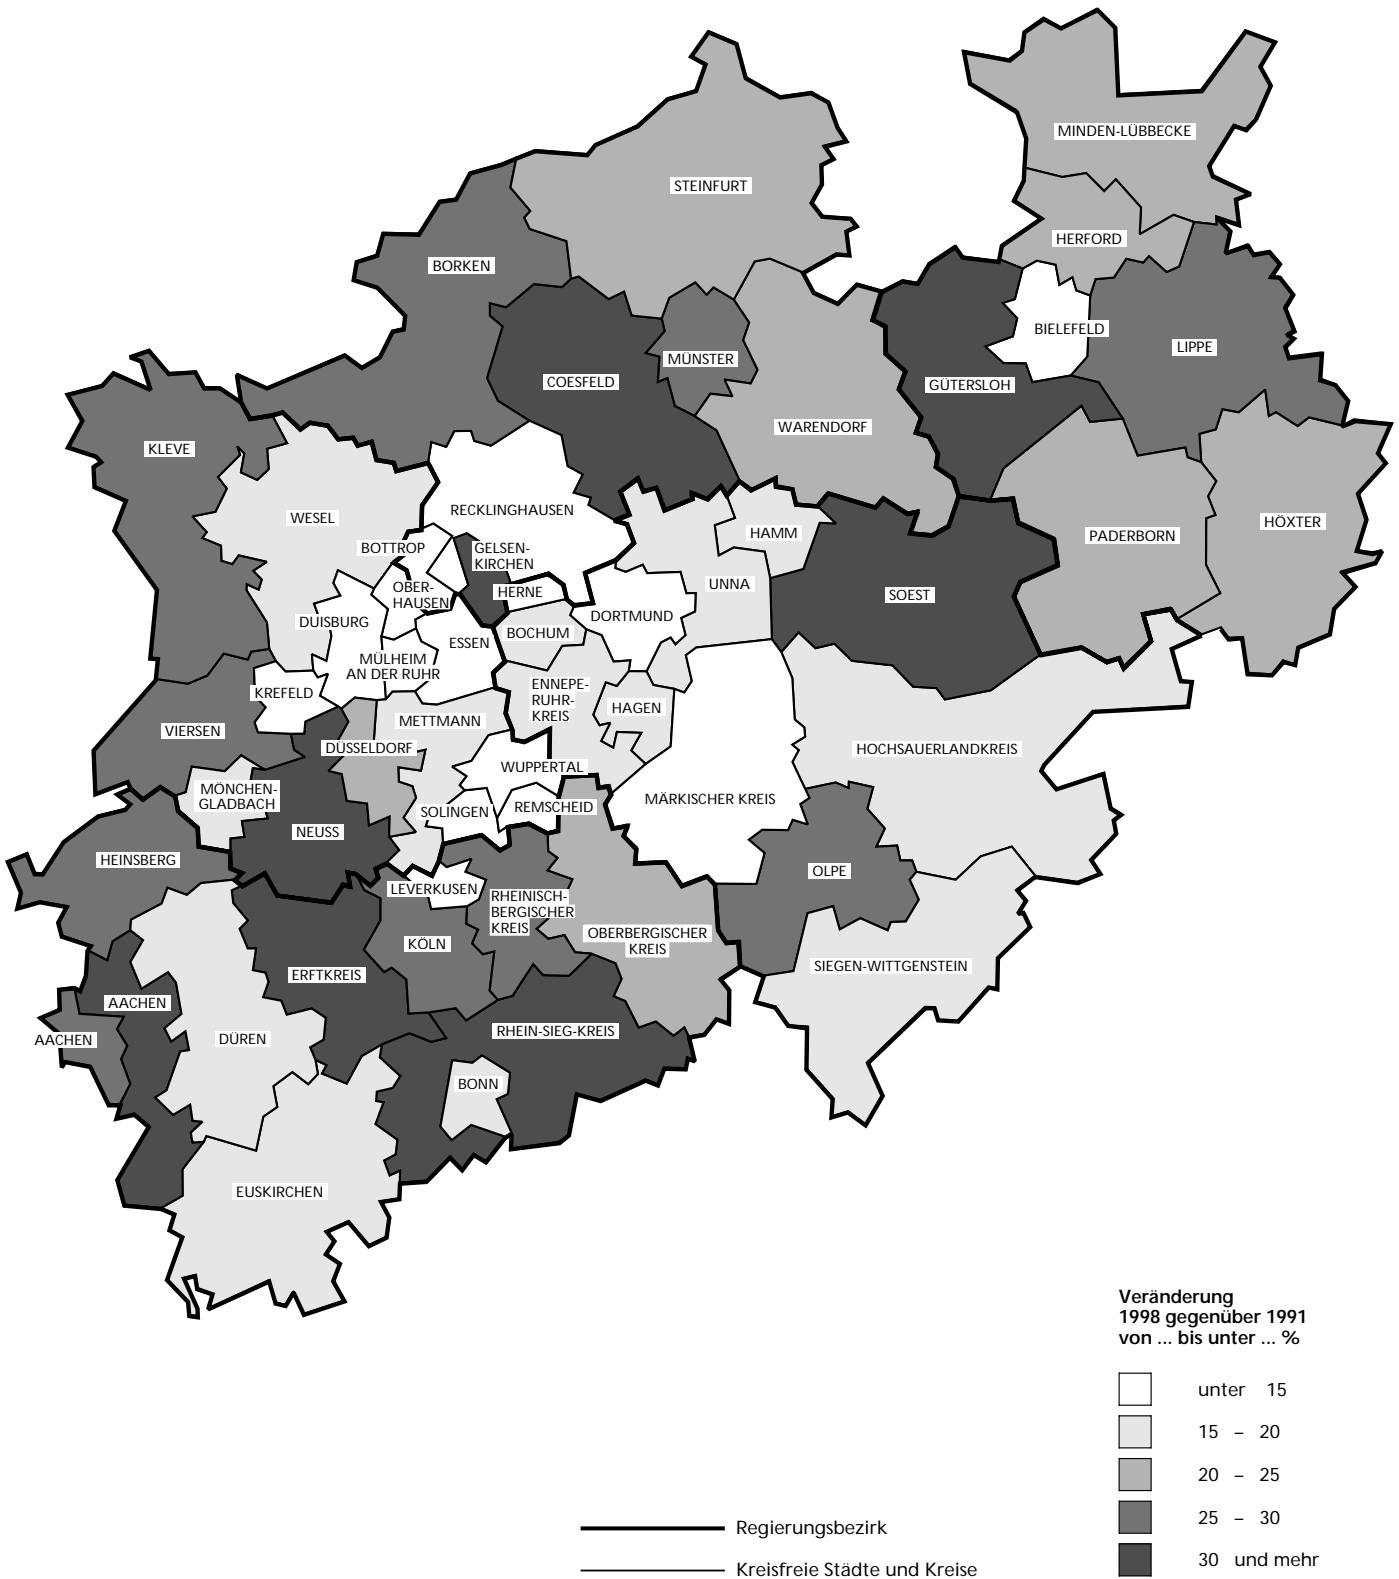 MINDEN-LÜBBECKE
STEINFURT
HERFORD
BORKEN
BIELEFELD
LIPPE
MÜNSTER
COESFELD
GÜTERSLOH
WARENDORF
KLEVE
RECKLINGHAUSEN
WESEL
HÖXTER
HAMM
PADERBORN
BOTTROP
GELSEN-
KIRCHEN
UNNA
OBER-
HAUSEN
HERNE
SOEST
DORTMUND
DUISBURG
BOCHUM
ESSEN
MÜLHEIM
AN DER RUHR
KREFELD
ENNEPE-
RUHR-
KREIS
HAGEN
METTMANN
VIERSEN
DÜSSELDORF
HOCHSAUERLANDKREIS
WUPPERTAL
MÖNCHEN-
GLADBACH
MÄRKISCHER KREIS
SOLINGEN
REMSCHEID
NEUSS
HEINSBERG
OLPE
LEVERKUSEN
RHEINISCH-
BERGISCHER
KREIS
OBERBERGISCHER
KREIS
KÖLN
SIEGEN-WITTGENSTEIN
ERFTKREIS
AACHEN
RHEIN-SIEG-KREIS
AACHEN
DÜREN
BONN
EUSKIRCHEN
Veränderung
1998 gegenüber 1991
von ... bis unter ... %
unter 15
15 – 20
20 – 25
25 – 30
30 und mehr
Regierungsbezirk
Kreisfreie Städte und Kreise